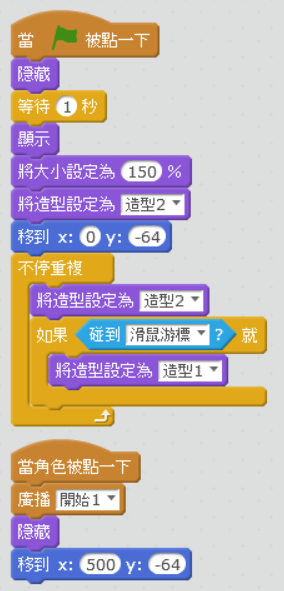 當 被點一下
隱藏
等待 1 秒
顯示
將大小設定為 150 %
將造型設定為 造型2
移到 x: 0 y: -64
不停重複
將造型設定為 造型2
如果 碰到 滑鼠游標 ? 就
將造型設定為 造型1
當角色被點一下
廣播 開始1
隱藏
移到 x: 500 y: -64